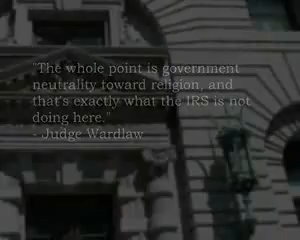 "The whole point is government
neutrality toward religion, and
that's exactly what the IRS is not
doing here."
- Judge Wardlaw